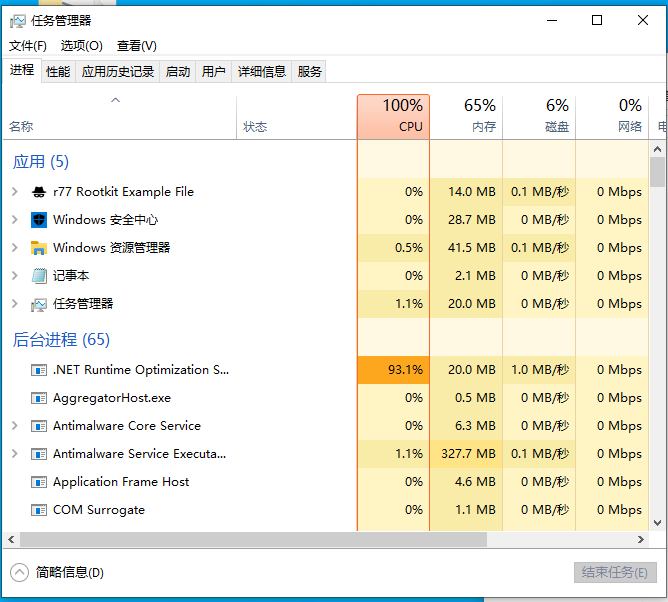 任务管理器
文件(F) 选项(O) 查看(V)
进程 性能 应用历史记录 启动 用户 详细信息 服务
100% 65% 6% 0%
名称 状态 CPU 内存 磁盘 网络
应用 (5)
r77 Rootkit Example File 0% 14.0 MB 0.1 MB/秒 0 Mbps
Windows 安全中心 0% 28.7 MB 0 MB/秒 0 Mbps
Windows 资源管理器 0.5% 41.5 MB 0.1 MB/秒 0 Mbps
记事本 0% 2.1 MB 0 MB/秒 0 Mbps
任务管理器 1.1% 20.0 MB 0 MB/秒 0 Mbps
后台进程 (65)
.NET Runtime Optimization S... 93.1% 20.0 MB 1.0 MB/秒 0 Mbps
AggregatorHost.exe 0% 0.5 MB 0 MB/秒 0 Mbps
Antimalware Core Service 0% 6.3 MB 0 MB/秒 0 Mbps
Antimalware Service Executa... 1.1% 327.7 MB 0.1 MB/秒 0 Mbps
Application Frame Host 0% 4.6 MB 0 MB/秒 0 Mbps
COM Surrogate 0% 1.1 MB 0 MB/秒 0 Mbps
简略信息(D) 结束任务(E)